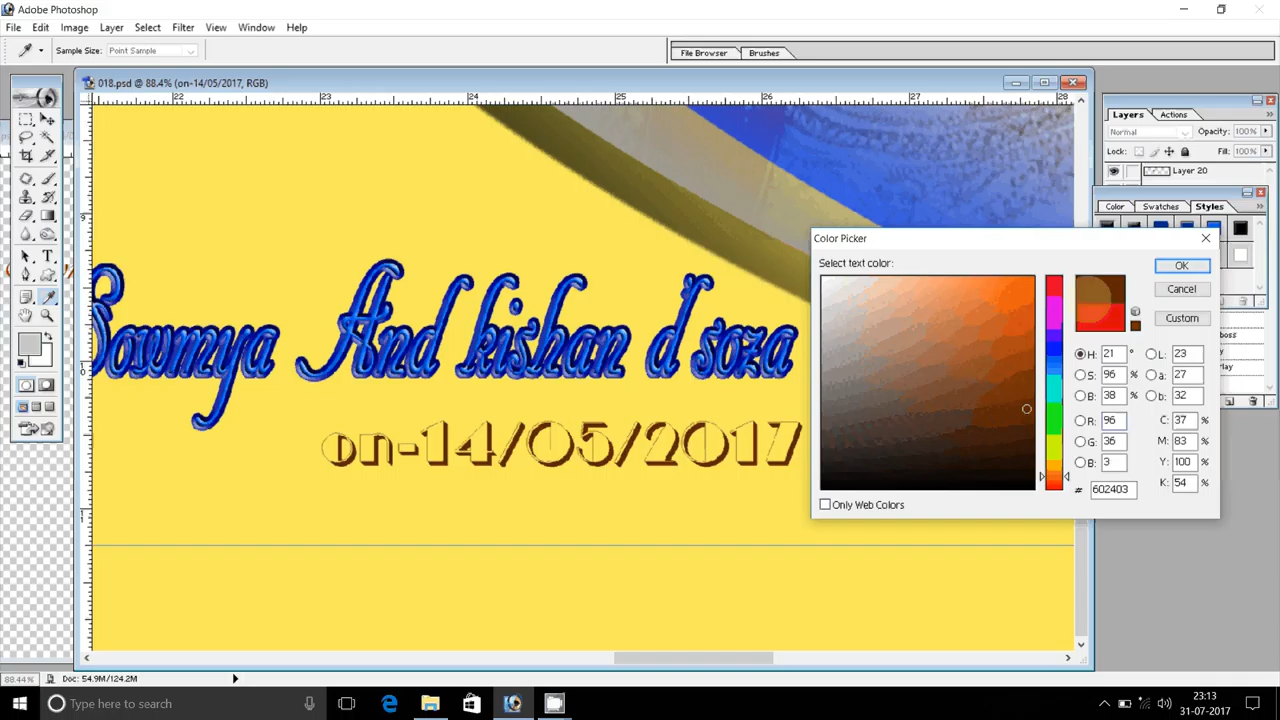 Adobe Photoshop
File Edit Image Layer Select Filter View Window Help
Sample Size: Point Sample
File Browser Brushes
018.psd @ 88.4% (on-14/05/2017, RGB)
22 23 24 25 26 27 28
Layers Actions
Normal Opacity: 100%
Lock: Fill: 100%
Layer 20
Color Swatches Styles
Color Picker
Select text color:
OK
Cancel
Custom
H: 21 ° L: 23
S: 96 % a: 27
B: 38 % b: 32
R: 96 C: 37 %
G: 36 M: 83 %
B: 3 Y: 100 %
# 602403 K: 54 %
Only Web Colors
Sowmya And kishan d'soza
on-14/05/2017
88.44% Doc: 54.9M/124.2M
Type here to search
23:13
31-07-2017